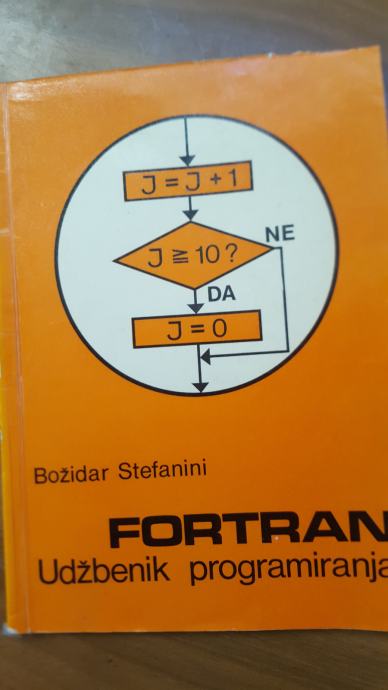 J = J + 1
J ≧ 10 ?
NE
DA
J = 0
Božidar Stefanini
FORTRAN
Udžbenik programiranja